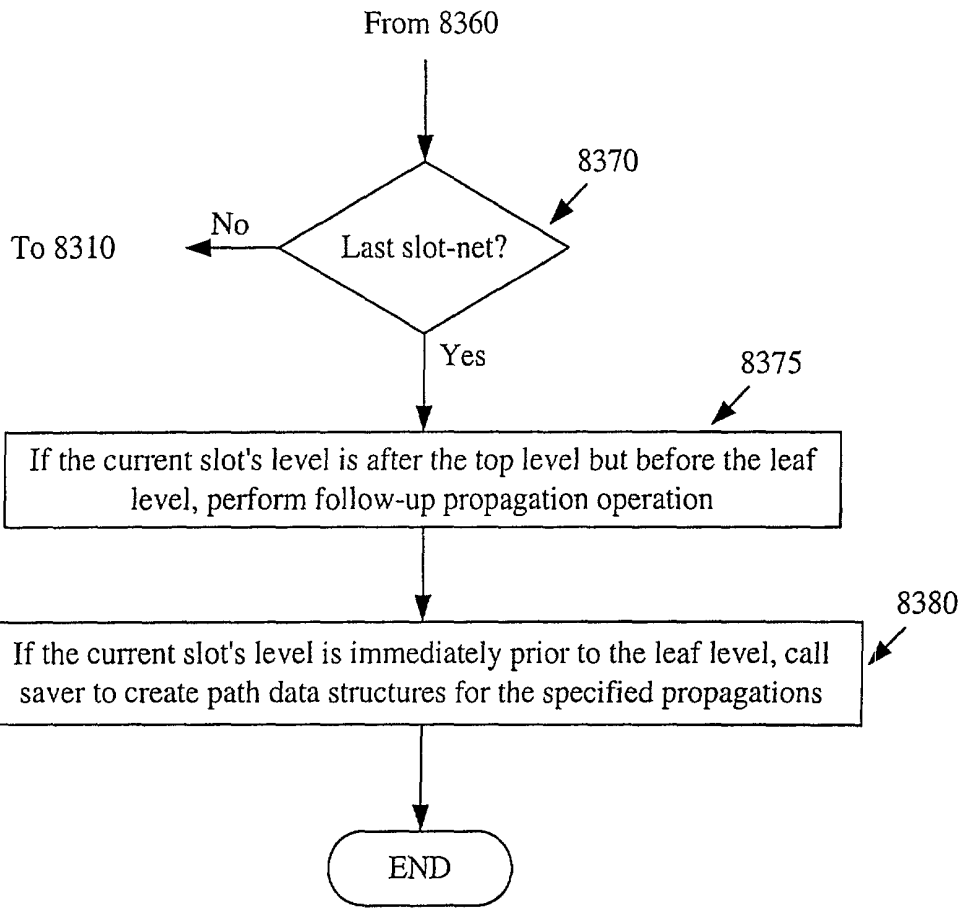 From 8360
8370
No
To 8310
Last slot-net?
Yes
8375
If the current slot's level is after the top level but before the leaf
level, perform follow-up propagation operation
8380
If the current slot's level is immediately prior to the leaf level, call
saver to create path data structures for the specified propagations
END